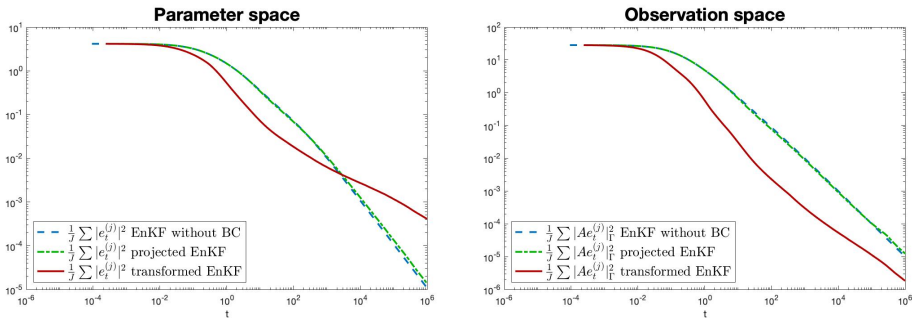 Parameter space
10^1
10^0
10^-1
10^-2
10^-3
10^-4
10^-5
1/J ∑ |e_t^(j)|^2 EnKF without BC
1/J ∑ |e_t^(j)|^2 projected EnKF
1/J ∑ |e_t^(j)|^2 transformed EnKF
10^-6 10^-4 10^-2 10^0 10^2 10^4 10^6
t
Observation space
10^2
10^1
10^0
10^-1
10^-2
10^-3
10^-4
10^-5
10^-6
1/J ∑ |Ae_t^(j)|_Γ^2 EnKF without BC
1/J ∑ |Ae_t^(j)|_Γ^2 projected EnKF
1/J ∑ |Ae_t^(j)|_Γ^2 transformed EnKF
10^-6 10^-4 10^-2 10^0 10^2 10^4 10^6
t